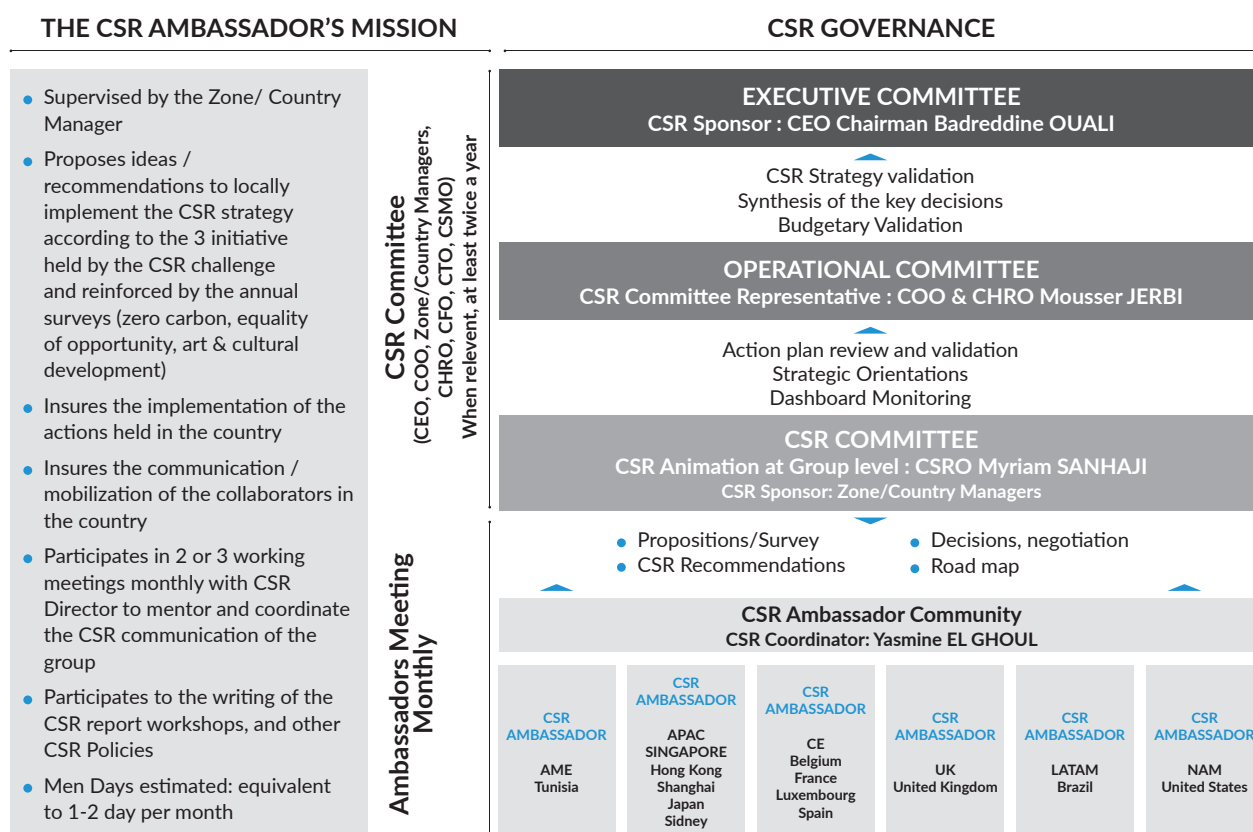 THE CSR AMBASSADOR'S MISSION
Supervised by the Zone/ Country
Manager
Proposes ideas /
recommendations to locally
implement the CSR strategy
according to the 3 initiative
held by the CSR challenge
and reinforced by the annual
surveys (zero carbon, equality
of opportunity, art & cultural
development)
Insures the implementation of the
actions held in the country
Insures the communication /
mobilization of the collaborators in
the country
Participates in 2 or 3 working
meetings monthly with CSR
Director to mentor and coordinate
the CSR communication of the
group
Participates to the writing of the
CSR report workshops, and other
CSR Policies
Men Days estimated: equivalent
to 1-2 day per month
CSR Committee
(CEO, COO, Zone/Country Managers,
CHRO, CFO, CTO, CSMO)
When relevent, at least twice a year
Ambassadors Meeting
Monthly
CSR GOVERNANCE
EXECUTIVE COMMITTEE
CSR Sponsor : CEO Chairman Badreddine OUALI
CSR Strategy validation
Synthesis of the key decisions
Budgetary Validation
OPERATIONAL COMMITTEE
CSR Committee Representative : COO & CHRO Mousser JERBI
Action plan review and validation
Strategic Orientations
Dashboard Monitoring
CSR COMMITTEE
CSR Animation at Group level : CSRO Myriam SANHAJI
CSR Sponsor: Zone/Country Managers
Propositions/Survey
CSR Recommendations
Decisions, negotiation
Road map
CSR Ambassador Community
CSR Coordinator: Yasmine EL GHOUL
CSR
AMBASSADOR
AME
Tunisia
CSR
AMBASSADOR
APAC
SINGAPORE
Hong Kong
Shanghai
Japan
Sidney
CSR
AMBASSADOR
CE
Belgium
France
Luxembourg
Spain
CSR
AMBASSADOR
UK
United Kingdom
CSR
AMBASSADOR
LATAM
Brazil
CSR
AMBASSADOR
NAM
United States